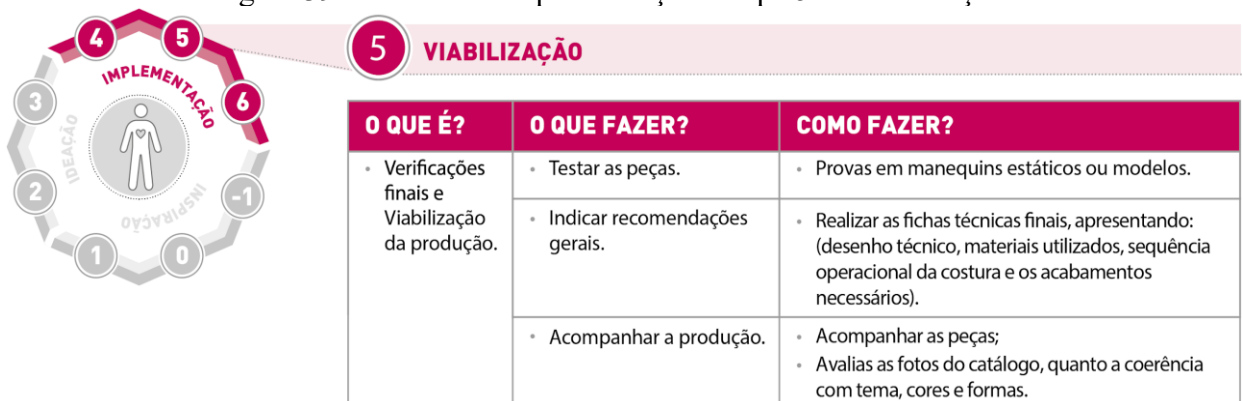 4
5
IMPLEMENTAÇÃO
6
3
IDEAÇÃO
2
INSPIRAÇÃO
-1
1
0
5 VIABILIZAÇÃO
O QUE É?
O QUE FAZER?
COMO FAZER?
• Verificações
finais e
Viabilização
da produção.
• Testar as peças.
• Provas em manequins estáticos ou modelos.
• Indicar recomendações
gerais.
• Realizar as fichas técnicas finais, apresentando:
(desenho técnico, materiais utilizados, sequência
operacional da costura e os acabamentos
necessários).
• Acompanhar a produção.
• Acompanhar as peças;
• Avalias as fotos do catálogo, quanto a coerência
com tema, cores e formas.